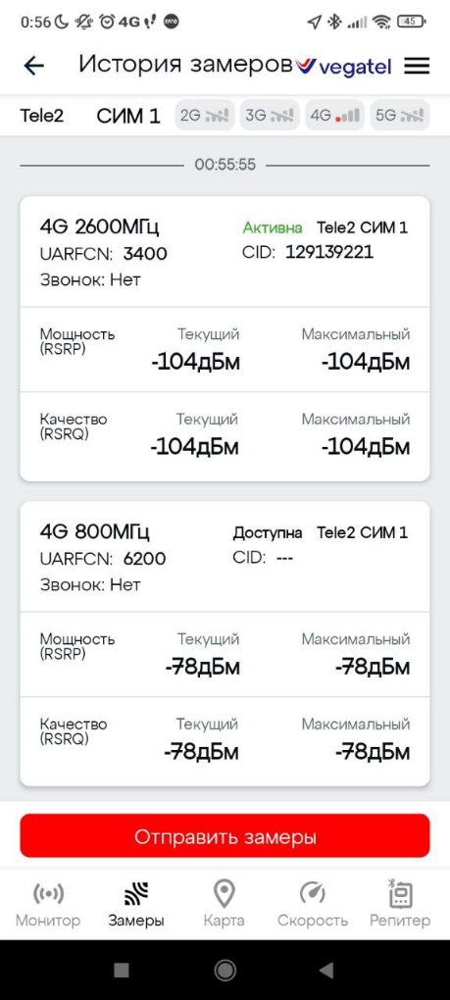 0:56 4G 45
История замеров vegatel
Tele2 СИМ 1 2G 3G 4G 5G
00:55:55
4G 2600МГц Активна Tele2 СИМ 1
UARFCN: 3400 CID: 129139221
Звонок: Нет
Мощность (RSRP) Текущий Максимальный
-104дБм -104дБм
Качество (RSRQ) Текущий Максимальный
-104дБм -104дБм
4G 800МГц Доступна Tele2 СИМ 1
UARFCN: 6200 CID: ---
Звонок: Нет
Мощность (RSRP) Текущий Максимальный
-78дБм -78дБм
Качество (RSRQ) Текущий Максимальный
-78дБм -78дБм
Отправить замеры
Монитор Замеры Карта Скорость Репитер